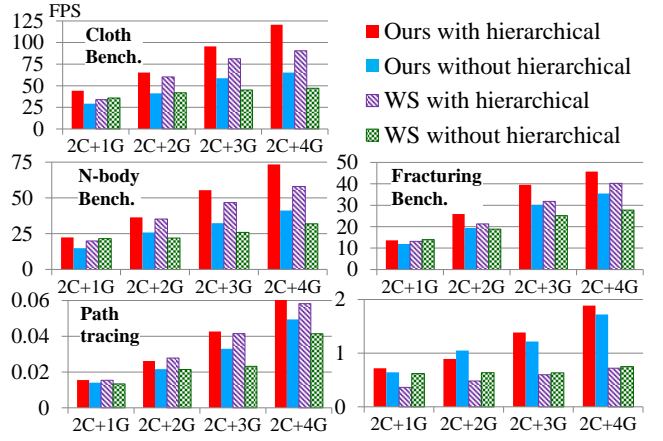 FPS
125
100
75
50
25
0
Cloth
Bench.
2C+1G 2C+2G 2C+3G 2C+4G
Ours with hierarchical
Ours without hierarchical
WS with hierarchical
WS without hierarchical
75
50
25
0
N-body
Bench.
2C+1G 2C+2G 2C+3G 2C+4G
50
40
30
20
10
0
Fracturing
Bench.
2C+1G 2C+2G 2C+3G 2C+4G
0.06
0.04
0.02
0
Path
tracing
2C+1G 2C+2G 2C+3G 2C+4G
2
1
0
2C+1G 2C+2G 2C+3G 2C+4G